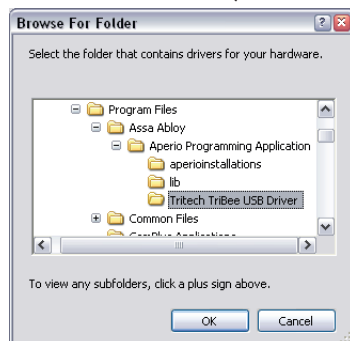 Browse For Folder
Select the folder that contains drivers for your hardware.
Program Files
Assa Abloy
Aperio Programming Application
aperioinstallations
lib
Tritech TriBee USB Driver
Common Files
To view any subfolders, click a plus sign above.
OK Cancel